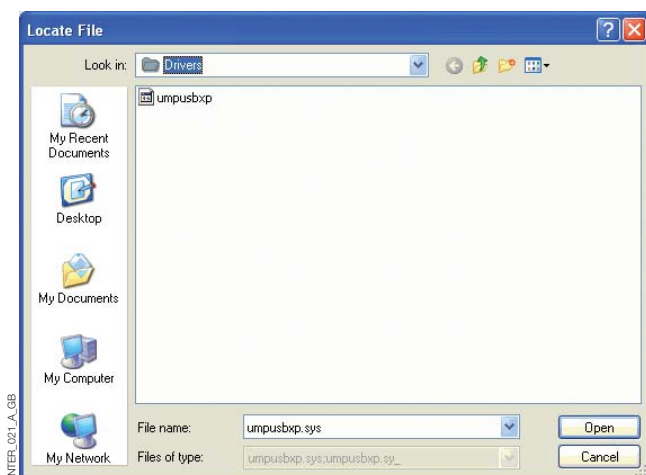 Locate File
Look in:
Drivers
umpusbxp
My Recent
Documents
Desktop
My Documents
My Computer
My Network
File name:
umpusbxp.sys
Open
Files of type:
umpusbxp.sys;umpusbxp.sy_
Cancel
NTER_021_A_GB